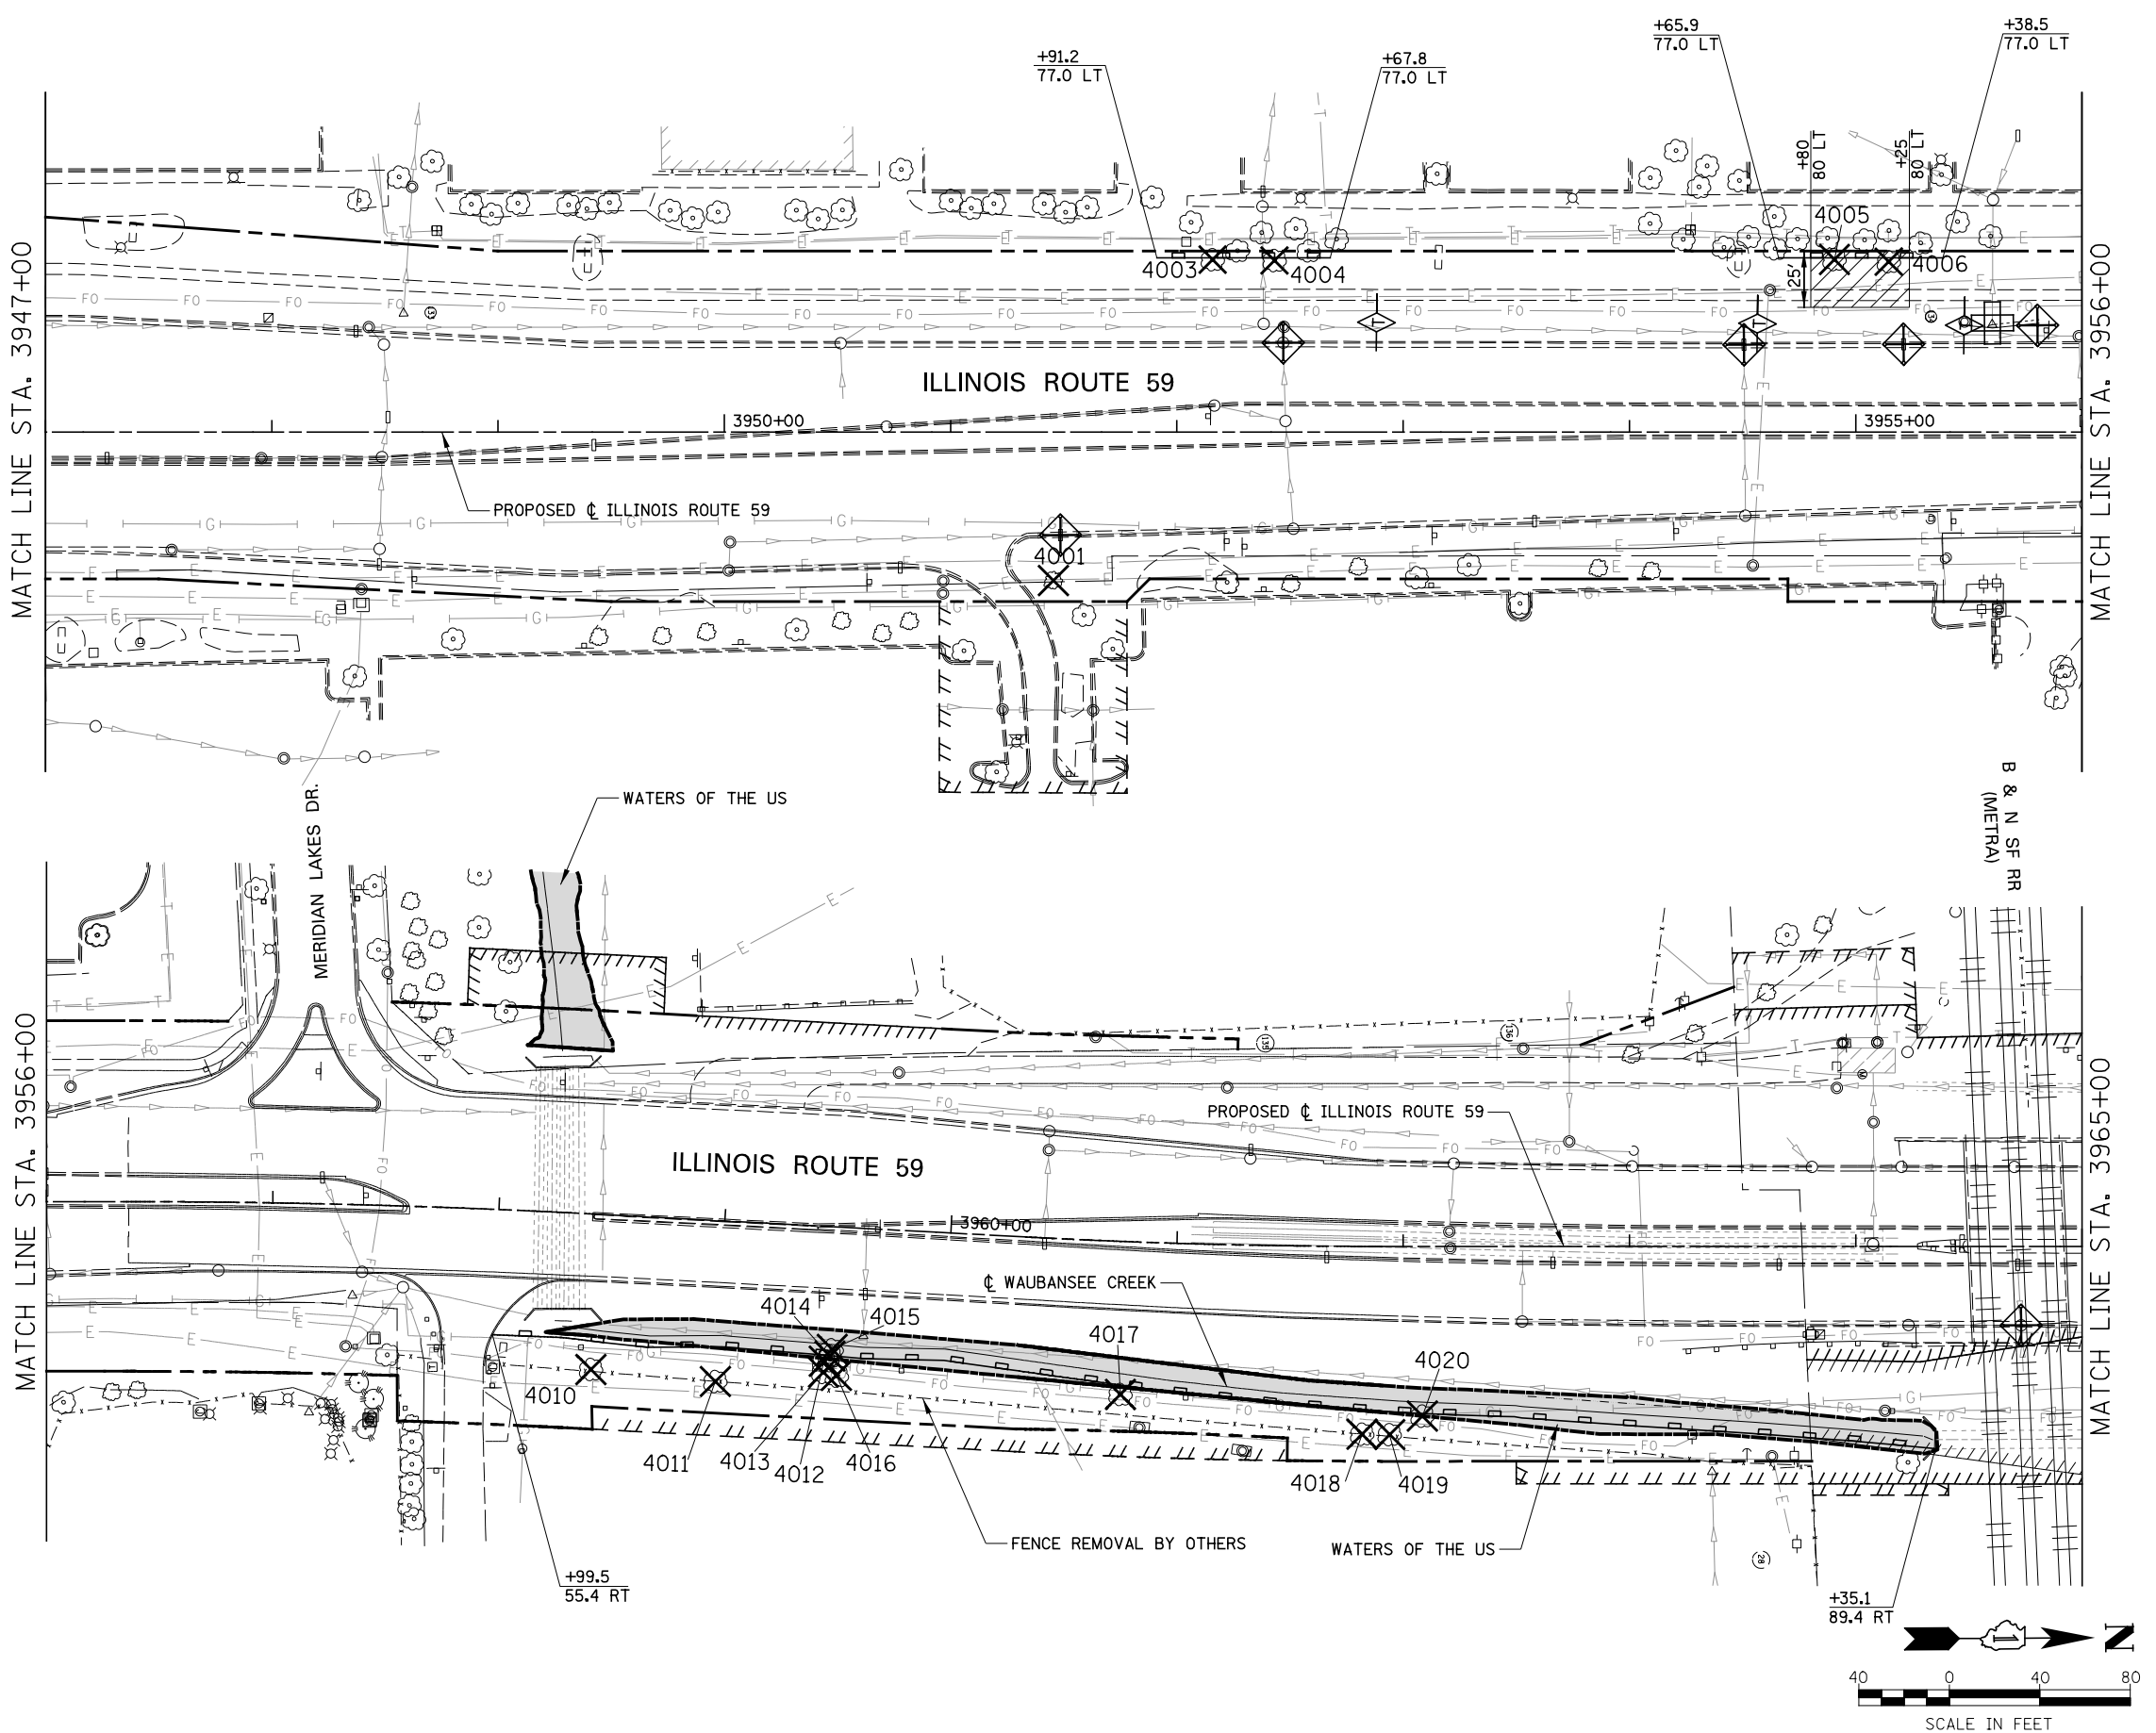 +91.2
77.0 LT
+67.8
77.0 LT
+65.9
77.0 LT
+38.5
77.0 LT
+80
80 LT
+25
80 LT
25'
4003
4004
4005
4006
MATCH LINE STA. 3947+00
MATCH LINE STA. 3956+00
ILLINOIS ROUTE 59
3950+00
3955+00
PROPOSED ℄ ILLINOIS ROUTE 59
4001
WATERS OF THE US
MERIDIAN LAKES DR.
B & N SF RR
(METRA)
MATCH LINE STA. 3956+00
MATCH LINE STA. 3965+00
PROPOSED ℄ ILLINOIS ROUTE 59
ILLINOIS ROUTE 59
3960+00
℄ WAUBANSEE CREEK
4014
4015
4017
4020
4010
4011
4013
4012
4016
4018
4019
FENCE REMOVAL BY OTHERS
WATERS OF THE US
+99.5
55.4 RT
+35.1
89.4 RT
N
40 0 40 80
SCALE IN FEET